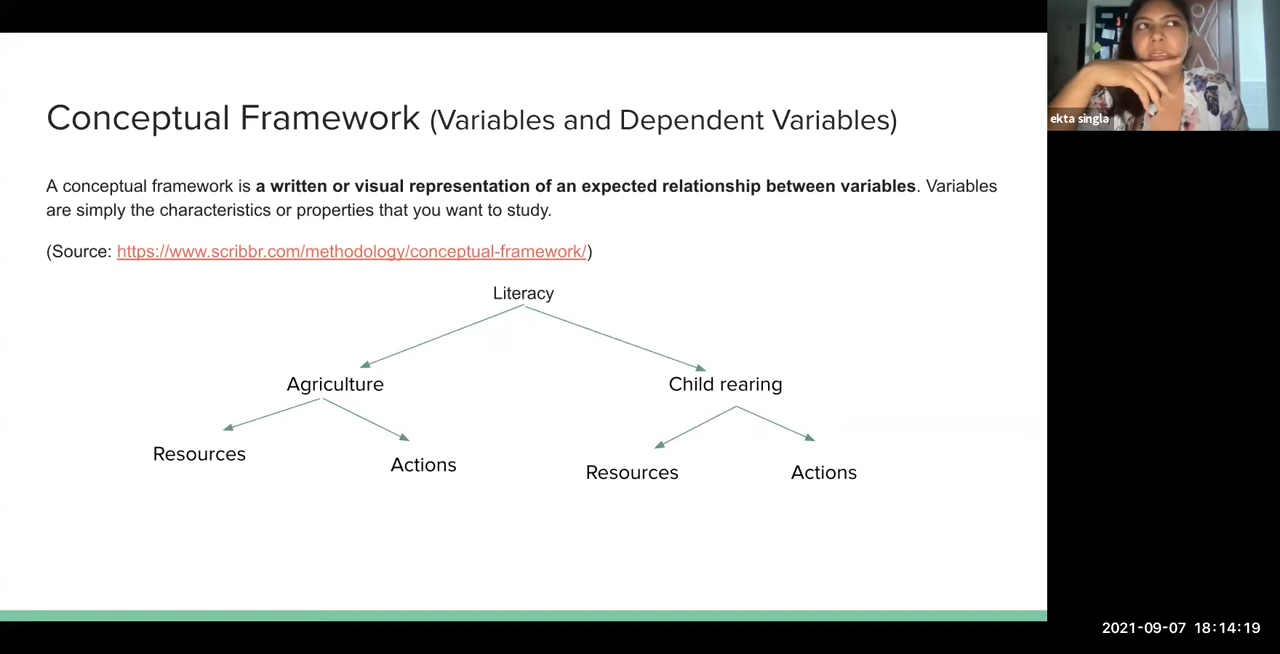 Conceptual Framework (Variables and Dependent Variables)
A conceptual framework is a written or visual representation of an expected relationship between variables. Variables
are simply the characteristics or properties that you want to study.
(Source: https://www.scribbr.com/methodology/conceptual-framework/)
Literacy
Agriculture
Child rearing
Resources
Actions
Resources
Actions
ekta singla
2021-09-07 18:14:19